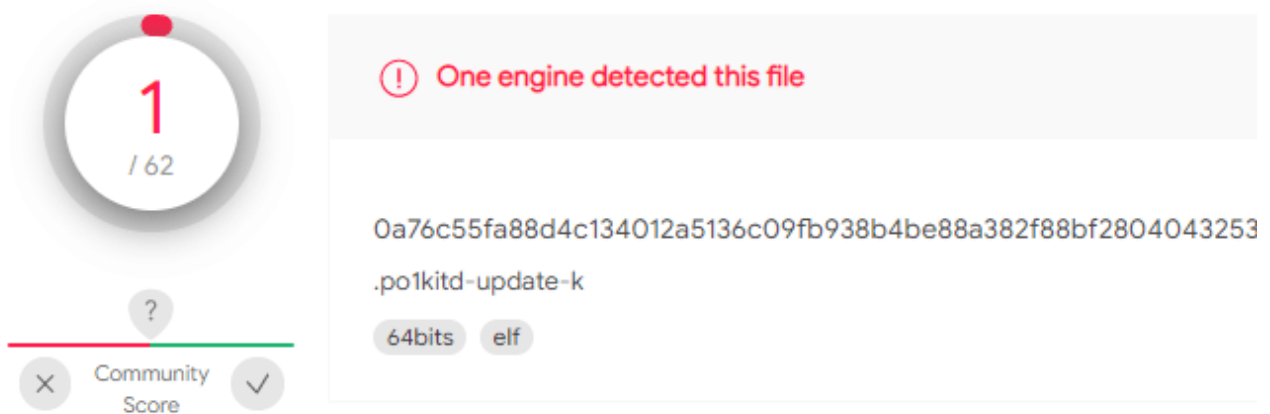 1
/ 62
?
Community
Score
One engine detected this file
0a76c55fa88d4c134012a5136c09fb938b4be88a382f88bf2804043253
.po1kitd-update-k
64bits
elf